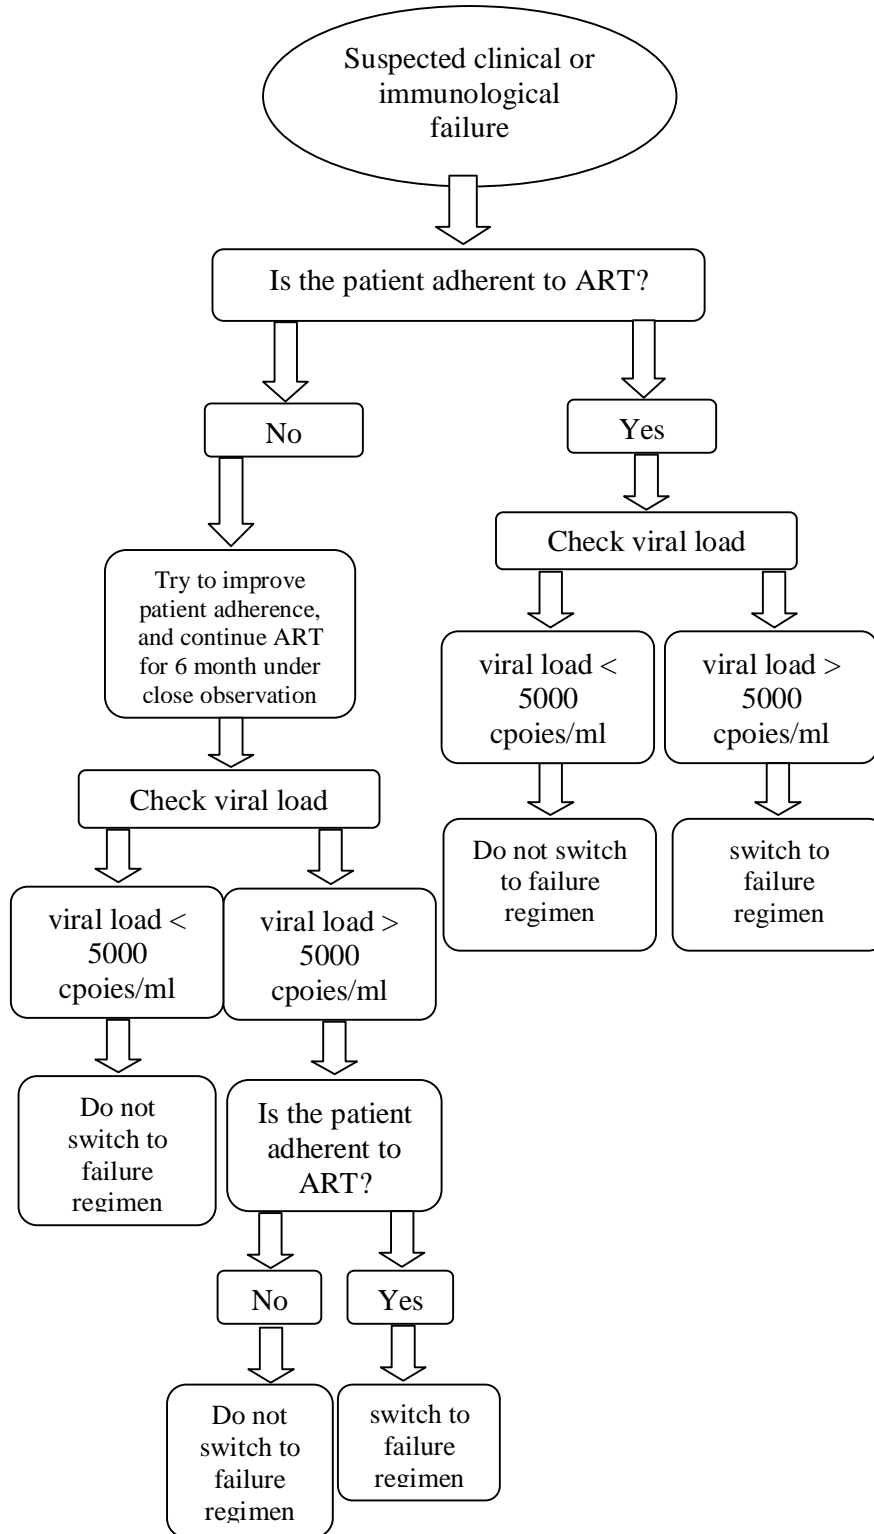 Suspected clinical or
immunological
failure
Is the patient adherent to ART?
No
Yes
Try to improve
patient adherence,
and continue ART
for 6 month under
close observation
Check viral load
Check viral load
viral load <
5000
cpoies/ml
viral load >
5000
cpoies/ml
Do not switch
to failure
regimen
switch to
failure
regimen
viral load <
5000
cpoies/ml
viral load >
5000
cpoies/ml
Do not
switch to
failure
regimen
Is the patient
adherent to
ART?
No
Yes
Do not
switch to
failure
regimen
switch to
failure
regimen